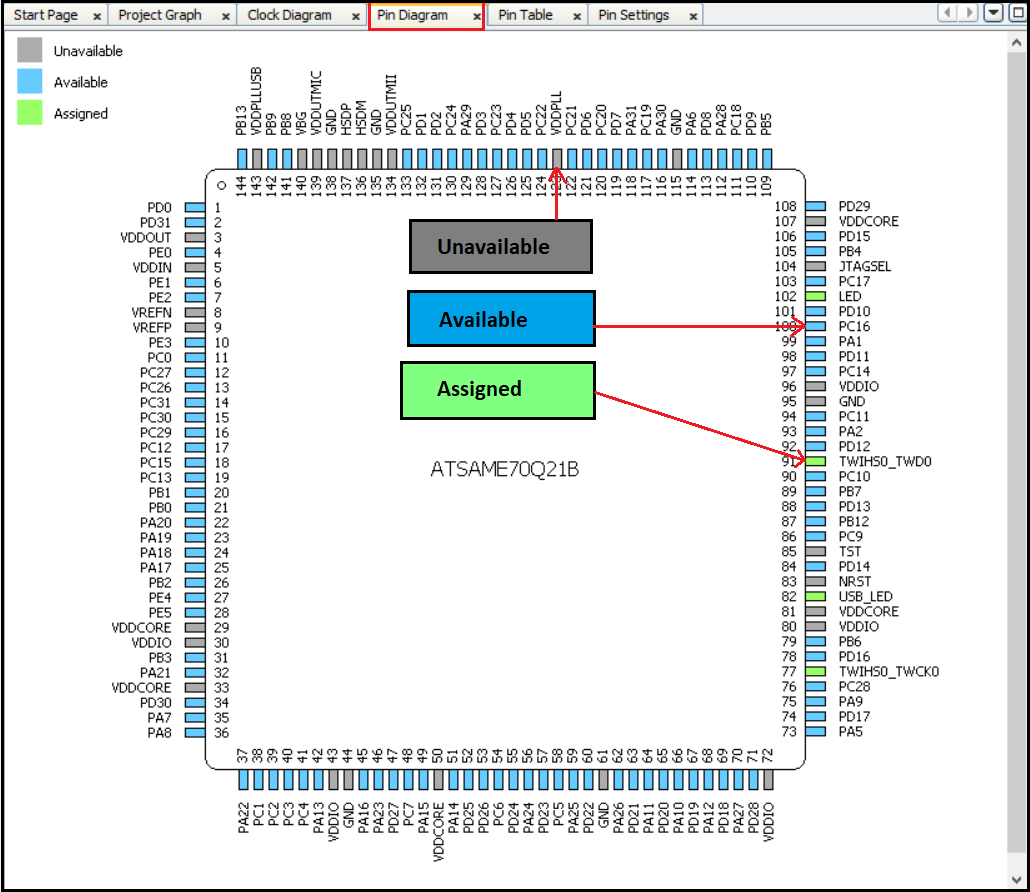 Start Page
Project Graph
Clock Diagram
Pin Diagram
Pin Table
Pin Settings
Unavailable
Available
Assigned
PB13 VDDPLLUSB PB9 PB8 VBG VDDUTMIC GND HSDP HSDM GND VDDUTMII PC25 PD1 PD2 PC24 PA29 PD3 PC23 PD4 PD5 PC22 VDDPLL PC21 PD6 PC20 PD7 PA31 PC19 PA30 GND PA6 PD8 PA28 PC18 PD9 PB5
144 143 142 141 140 139 138 137 136 135 134 133 132 131 130 129 128 127 126 125 124 122 121 120 119 118 117 116 115 114 113 112 111 110 109
PD0 1
PD31 2
VDDOUT 3
PE0 4
VDDIN 5
PE1 6
PE2 7
VREFN 8
VREFP 9
PE3 10
PC0 11
PC27 12
PC26 13
PC31 14
PC30 15
PC29 16
PC12 17
PC15 18
PC13 19
PB1 20
PB0 21
PA20 22
PA19 23
PA18 24
PA17 25
PB2 26
PE4 27
PE5 28
VDDCORE 29
VDDIO 30
PB3 31
PA21 32
VDDCORE 33
PD30 34
PA7 35
PA8 36
Unavailable
Available
Assigned
ATSAME70Q21B
108 PD29
107 VDDCORE
106 PD15
105 PB4
104 JTAGSEL
103 PC17
102 LED
101 PD10
100 PC16
99 PA1
98 PD11
97 PC14
96 VDDIO
95 GND
94 PC11
93 PA2
92 PD12
91 TWIHS0_TWD0
90 PC10
89 PB7
88 PD13
87 PB12
86 PC9
85 TST
84 PD14
83 NRST
82 USB_LED
81 VDDCORE
80 VDDIO
79 PB6
78 PD16
77 TWIHS0_TWCK0
76 PC28
75 PA9
74 PD17
73 PA5
37 38 39 40 41 42 43 44 45 46 47 48 49 50 51 52 53 54 55 56 57 58 59 60 61 62 63 64 65 66 67 68 69 70 71 72
PA22 PC1 PC2 PC3 PC4 PA13 VDDIO GND PA16 PA23 PD27 PC7 PA15 VDDCORE PA14 PD25 PD26 PC6 PD24 PA24 PD23 PC5 PA25 PD22 GND PA26 PD21 PA11 PD20 PA10 PD19 PA12 PD18 PA27 PD28 VDDIO